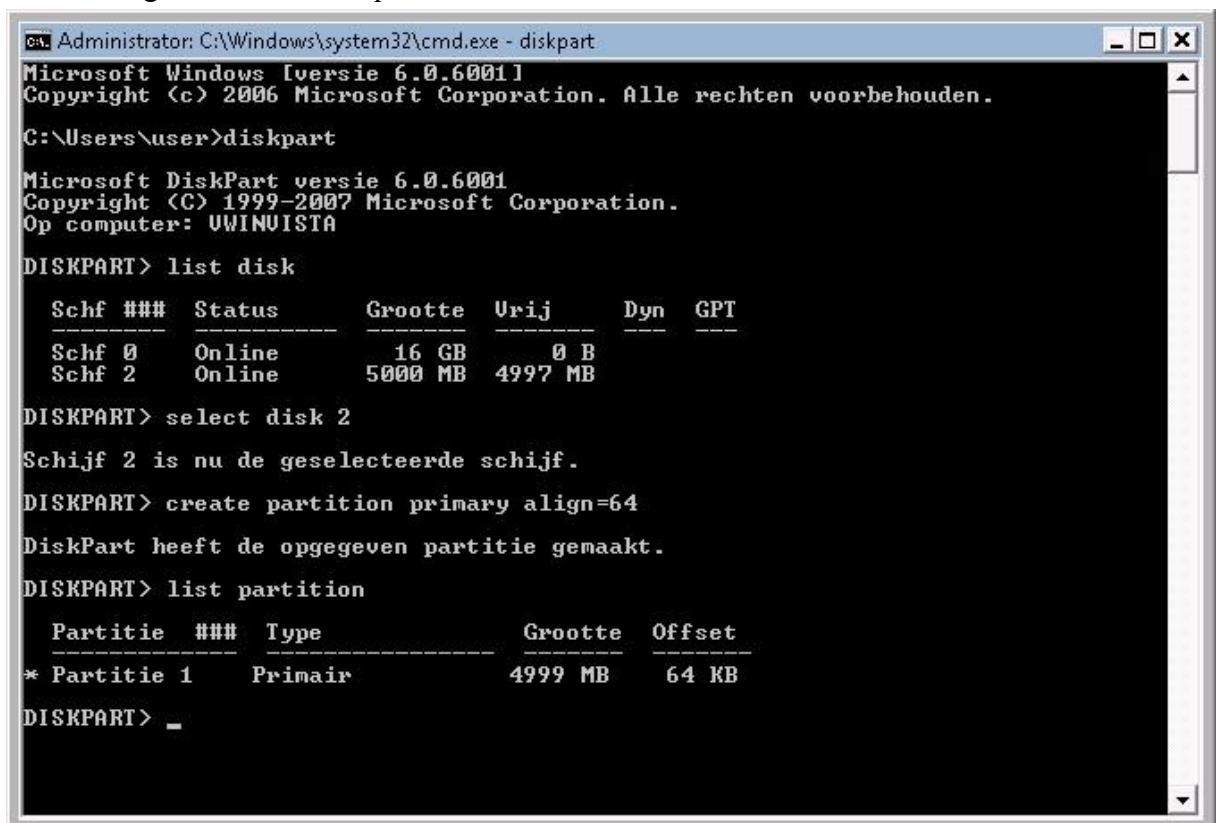 Administrator: C:\Windows\system32\cmd.exe - diskpart
Microsoft Windows [versie 6.0.6001]
Copyright (c) 2006 Microsoft Corporation. Alle rechten voorbehouden.
C:\Users\user>diskpart
Microsoft DiskPart versie 6.0.6001
Copyright (C) 1999-2007 Microsoft Corporation.
Op computer: VWINVISTA
DISKPART> list disk
Schf ### Status Grootte Vrij Dyn GPT
-------- ---------- ------- ------- --- ---
Schf 0 Online 16 GB 0 B
Schf 2 Online 5000 MB 4997 MB
DISKPART> select disk 2
Schijf 2 is nu de geselecteerde schijf.
DISKPART> create partition primary align=64
DiskPart heeft de opgegeven partitie gemaakt.
DISKPART> list partition
Partitie ### Type Grootte Offset
------------- ---------------- ------- -------
* Partitie 1 Primair 4999 MB 64 KB
DISKPART> _